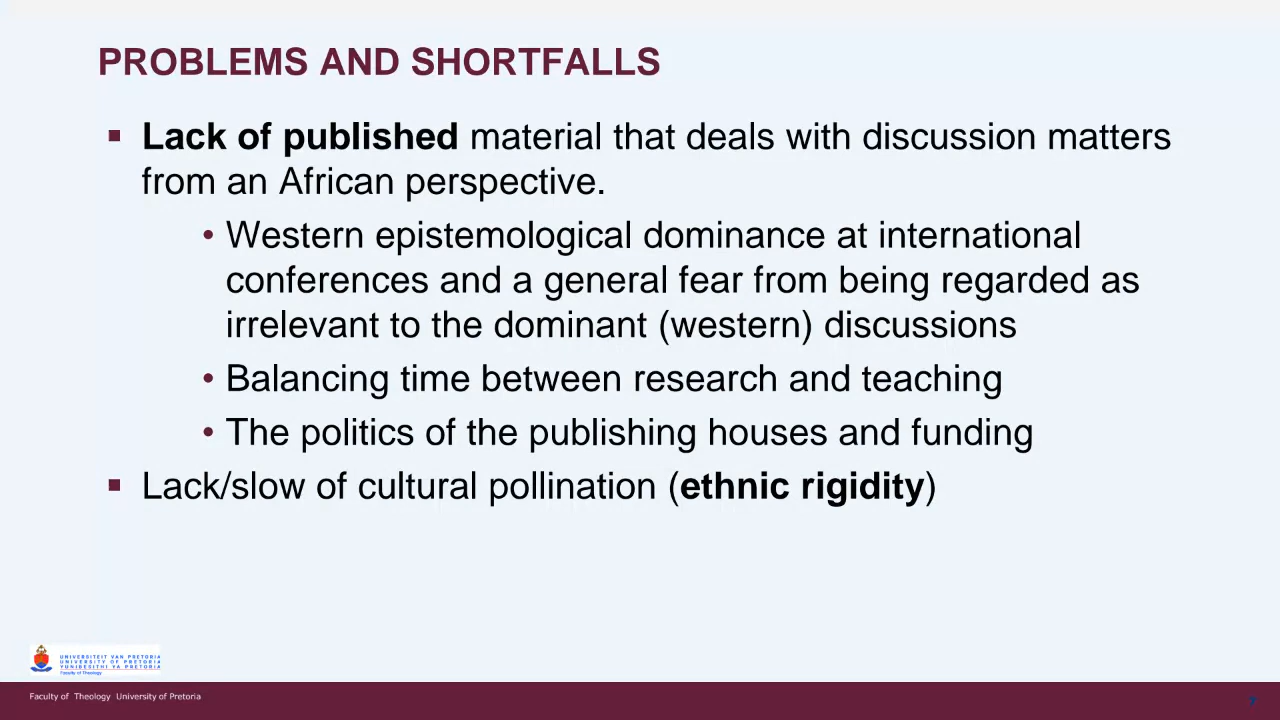 PROBLEMS AND SHORTFALLS
▪ Lack of published material that deals with discussion matters
from an African perspective.
• Western epistemological dominance at international
conferences and a general fear from being regarded as
irrelevant to the dominant (western) discussions
• Balancing time between research and teaching
• The politics of the publishing houses and funding
▪ Lack/slow of cultural pollination (ethnic rigidity)
UNIVERSITEIT VAN PRETORIA
UNIVERSITY OF PRETORIA
YUNIBESITHI YA PRETORIA
Faculty of Theology
Faculty of Theology University of Pretoria